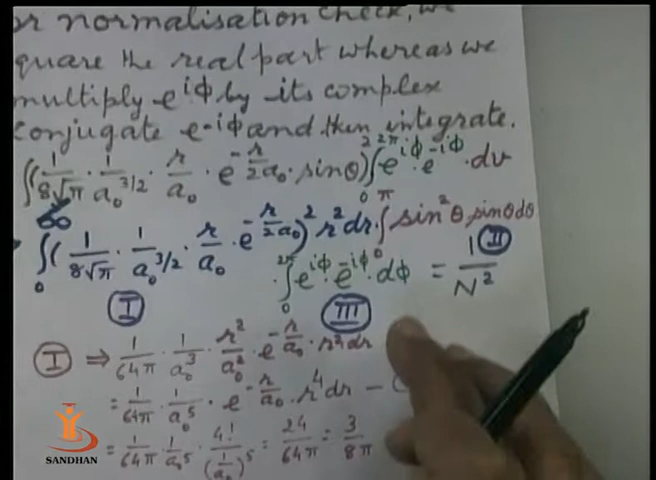 or normalisation check, we
quare the real part whereas we
multiply e^{iϕ} by its complex
conjugate e^{-iϕ} and then integrate.
∫(1/8√π · 1/a₀^{3/2} · r/a₀ · e^{-r/2a₀} · sinθ)² ∫₀^{2π} e^{iϕ} · e^{-iϕ} · dv
∫₀^∞ (1/8√π · 1/a₀^{3/2} · r/a₀ · e^{-r/2a₀})² r² dr · ∫₀^π sin²θ sinθ dθ
(I) (II)
· ∫₀^{2π} e^{iϕ} · e^{-iϕ} · dϕ = 1/N²
(III)
(I) ⇒ 1/64π · 1/a₀³ · r²/a₀² · e^{-r/a₀} · r² dr
= 1/64π · 1/a₀⁵ · e^{-r/a₀} · r⁴ dr –
= 1/64π · 1/a₀⁵ · 4!/(1/a₀)⁵ = 24/64π = 3/8π
SANDHAN